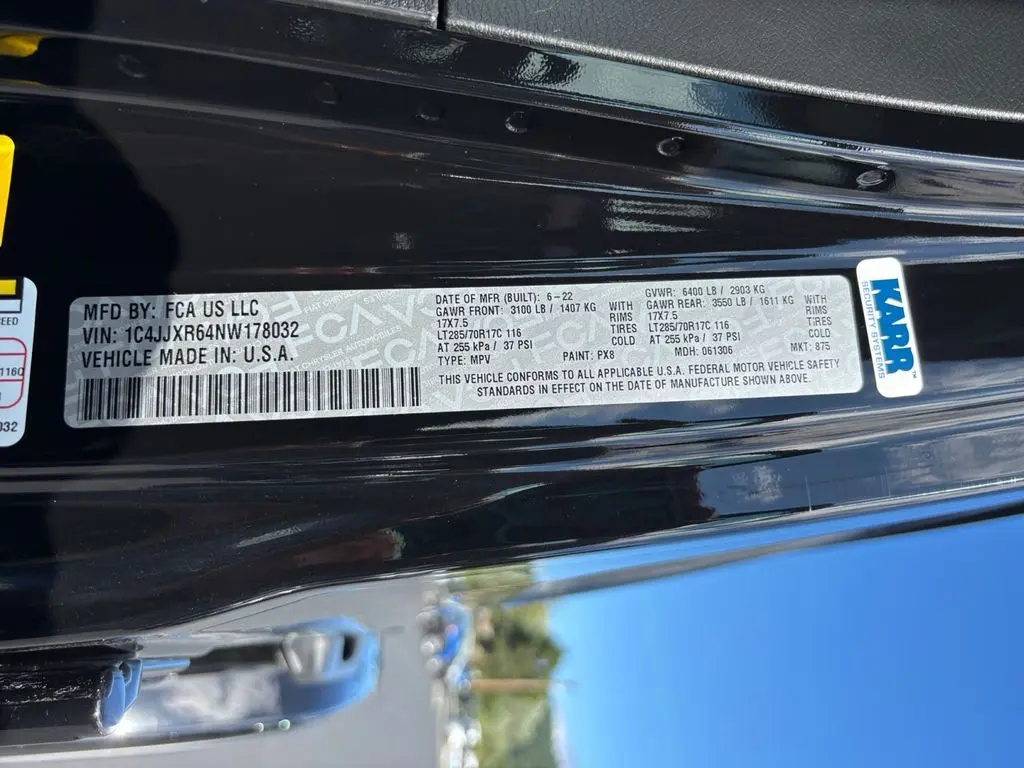 MFD BY: FCA US LLC
VIN: 1C4JJXR64NW178032
VEHICLE MADE IN: U.S.A.
DATE OF MFR (BUILT): 6-22
GAWR FRONT: 3100 LB / 1407 KG WITH
17X7.5 RIMS
LT285/70R17C 116 TIRES
AT 255 kPa / 37 PSI COLD
TYPE: MPV PAINT: PX8
GVWR: 6400 LB / 2903 KG
GAWR REAR: 3550 LB / 1611 KG WITH
17X7.5 RIMS
LT285/70R17C 116 TIRES
AT 255 kPa / 37 PSI COLD
MDH: 061306 MKT: 875
THIS VEHICLE CONFORMS TO ALL APPLICABLE U.S.A. FEDERAL MOTOR VEHICLE SAFETY
STANDARDS IN EFFECT ON THE DATE OF MANUFACTURE SHOWN ABOVE.
KARR™
SECURITY SYSTEMS
032